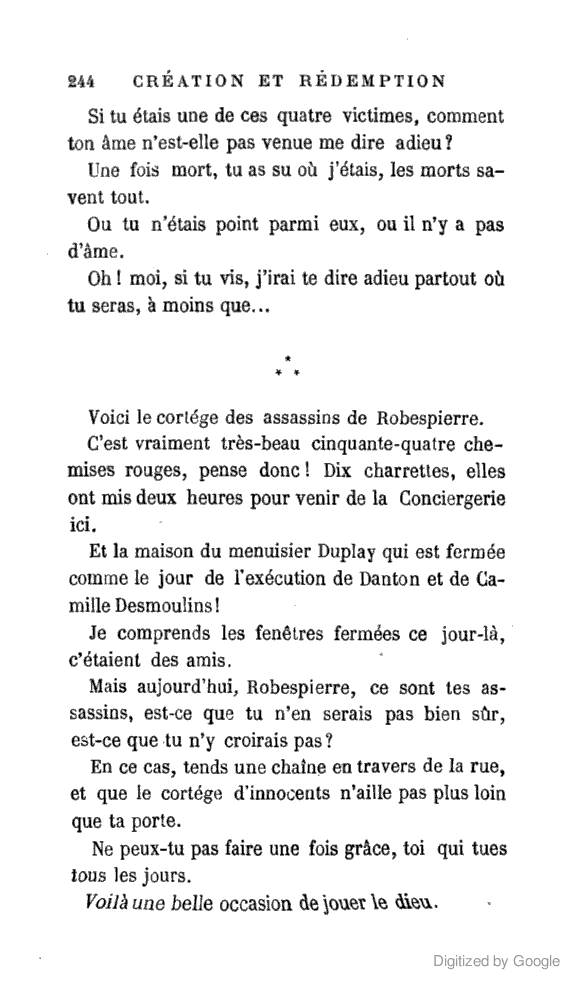 244 CRÉATION ET RÉDEMPTION
Si tu étais une de ces quatre victimes, comment
ton âme n'est-elle pas venue me dire adieu?
Une fois mort, tu as su où j'étais, les morts sa-
vent tout.
Ou tu n'étais point parmi eux, ou il n'y a pas
d'âme.
Oh! moi, si tu vis, j'irai te dire adieu partout où
tu seras, à moins que...
*
* *
Voici le cortége des assassins de Robespierre.
C'est vraiment très-beau cinquante-quatre che-
mises rouges, pense donc! Dix charrettes, elles
ont mis deux heures pour venir de la Conciergerie
ici.
Et la maison du menuisier Duplay qui est fermée
comme le jour de l'exécution de Danton et de Ca-
mille Desmoulins!
Je comprends les fenêtres fermées ce jour-là,
c'étaient des amis.
Mais aujourd'hui, Robespierre, ce sont tes as-
sassins, est-ce que tu n'en serais pas bien sûr,
est-ce que tu n'y croirais pas?
En ce cas, tends une chaîne en travers de la rue,
et que le cortége d'innocents n'aille pas plus loin
que ta porte.
Ne peux-tu pas faire une fois grâce, toi qui tues
tous les jours.
Voilà une belle occasion de jouer le dieu.
Digitized by Google